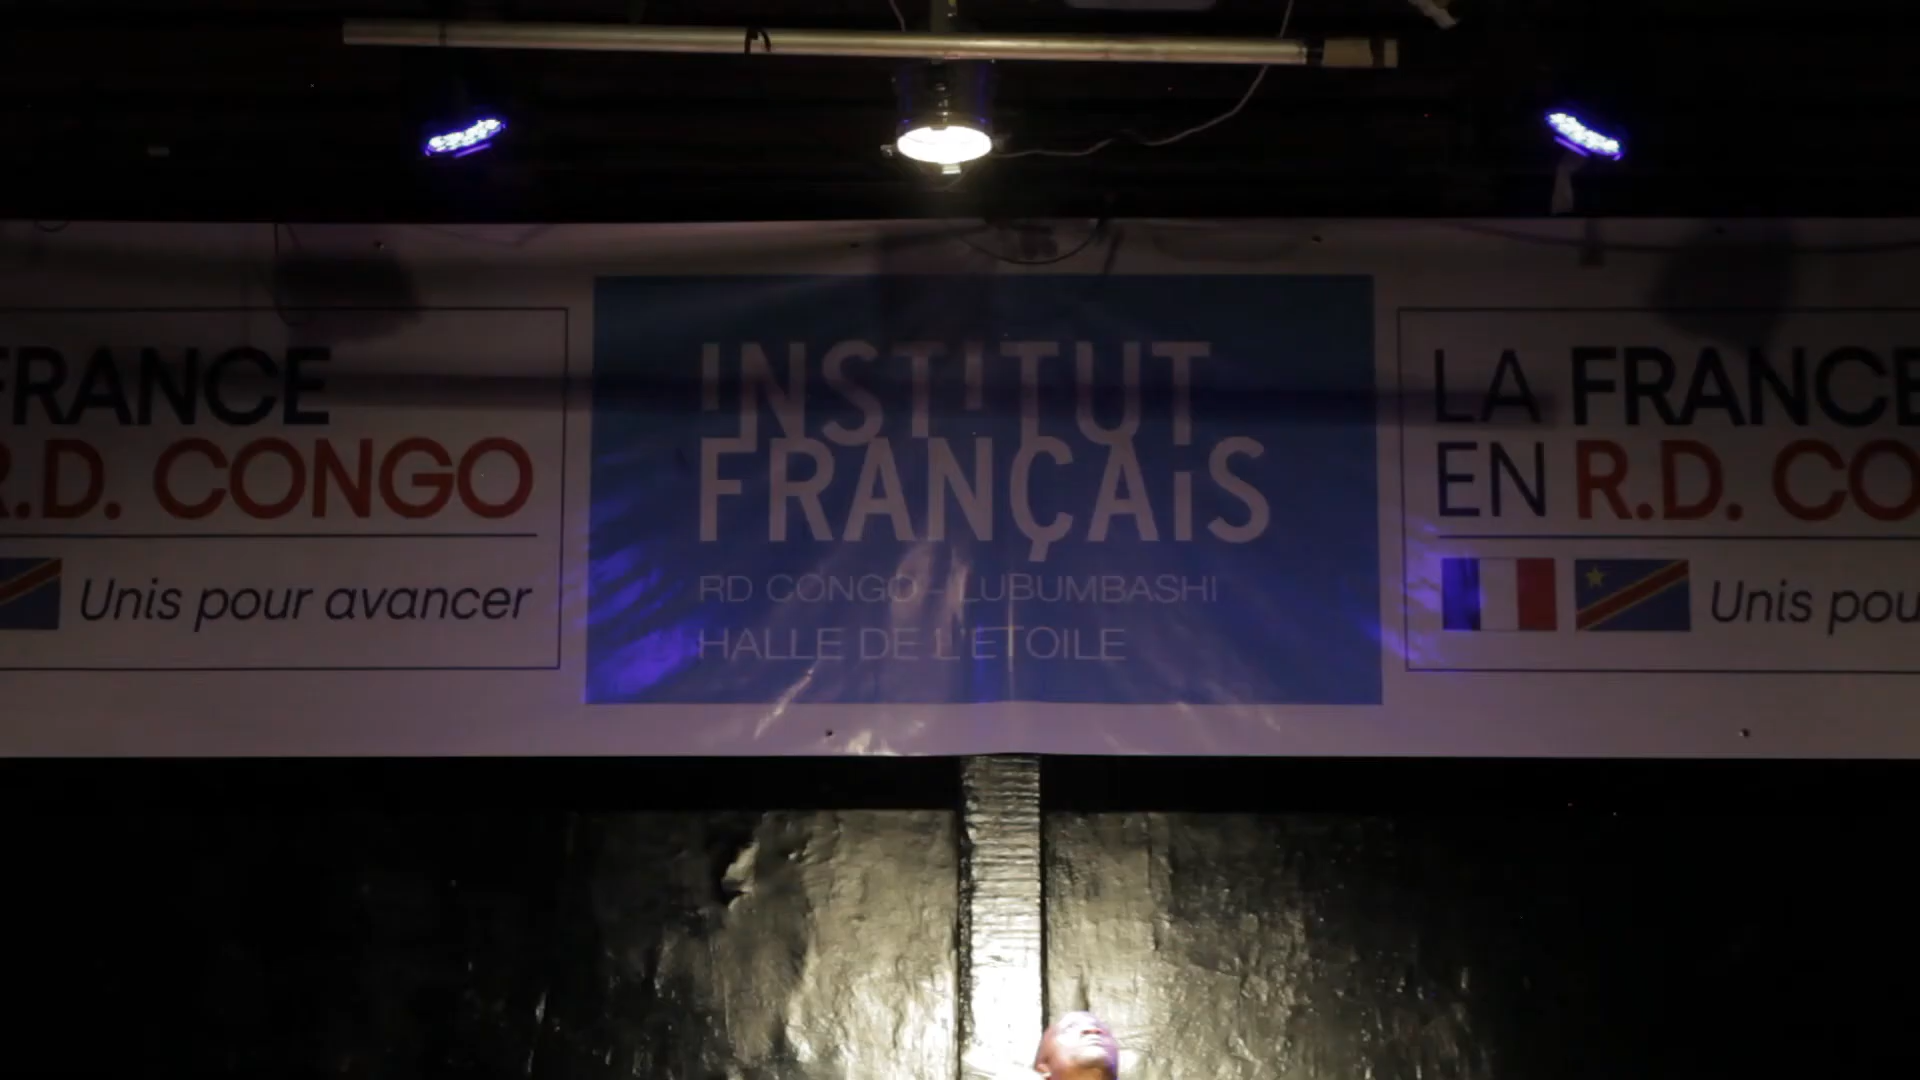 FRANCE
R.D. CONGO
Unis pour avancer
INSTITUT
FRANÇAIS
RD CONGO - LUBUMBASHI
HALLE DE L'ETOILE
LA FRANCE
EN R.D. CO
Unis pou